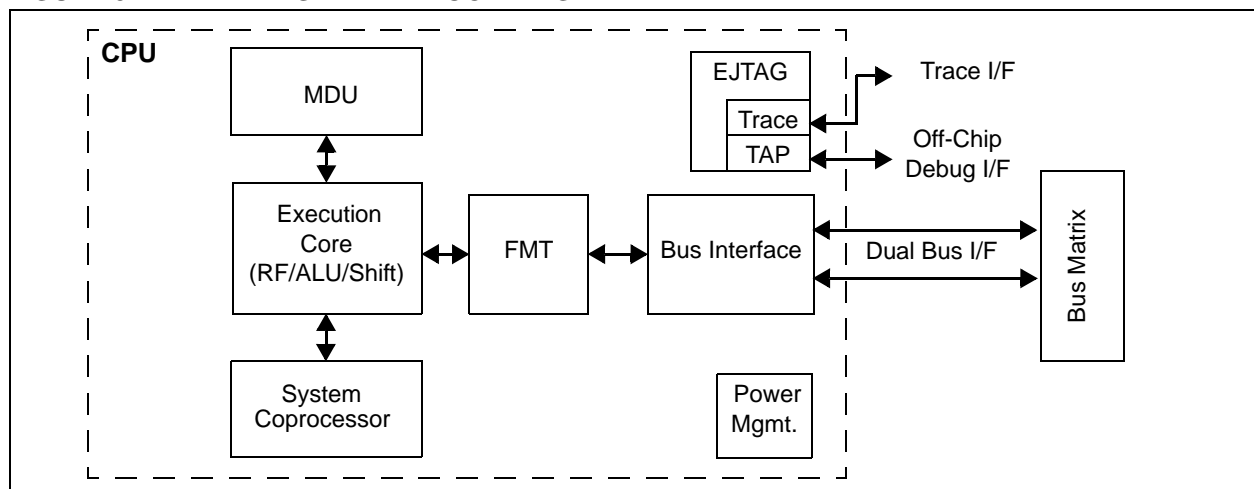 CPU
MDU
EJTAG
Trace
TAP
Trace I/F
Off-Chip
Debug I/F
Execution
Core
(RF/ALU/Shift)
FMT
Bus Interface
Dual Bus I/F
Bus Matrix
System
Coprocessor
Power
Mgmt.